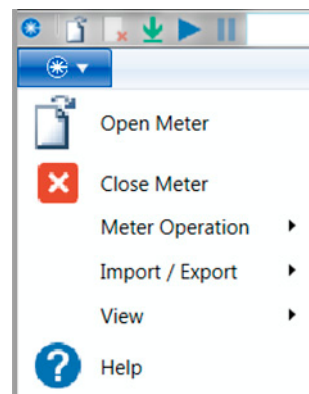 Open Meter
Close Meter
Meter Operation
Import / Export
View
Help